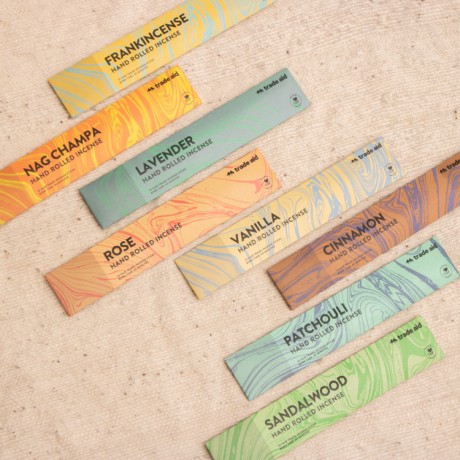 FRANKINCENSE
HAND ROLLED INCENSE
NAG CHAMPA
HAND ROLLED INCENSE
trade aid
LAVENDER
HAND ROLLED INCENSE
trade aid
ROSE
HAND ROLLED INCENSE
VANILLA
HAND ROLLED INCENSE
trade aid
CINNAMON
HAND ROLLED INCENSE
PATCHOULI
HAND ROLLED INCENSE
trade aid
SANDALWOOD
HAND ROLLED INCENSE
trade aid